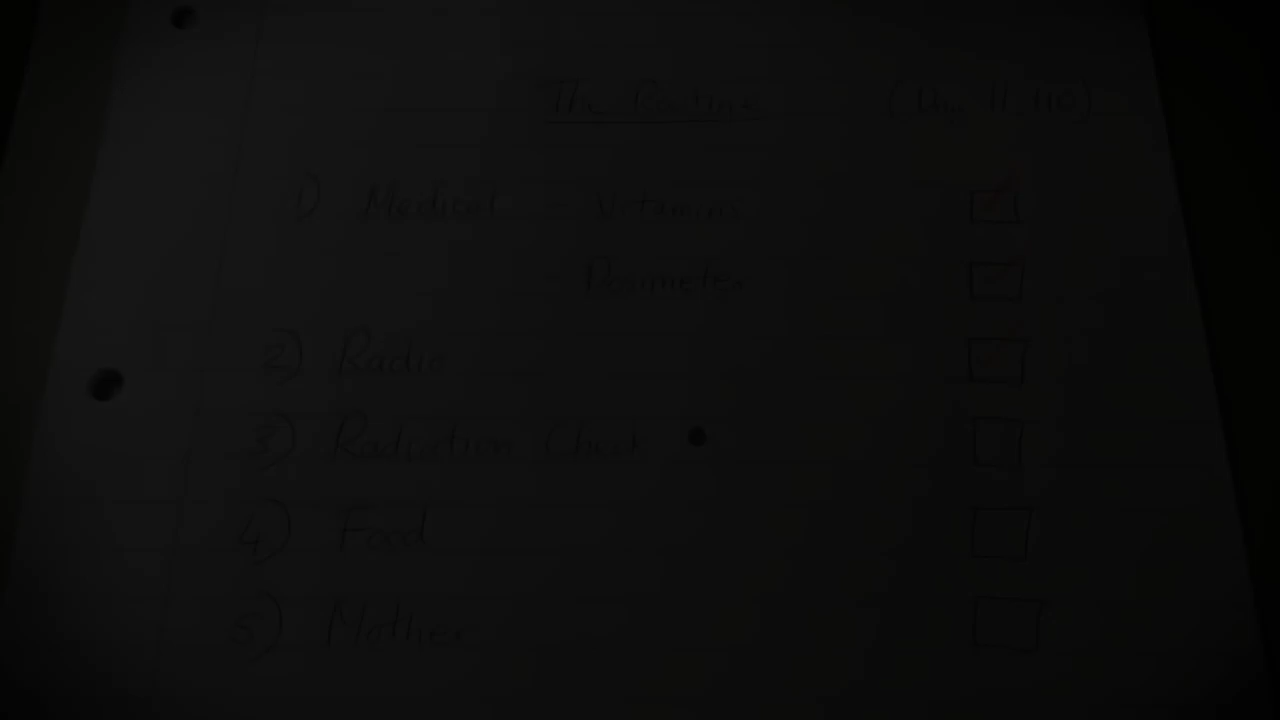 The Routine
1) Medical - Vitamins
Dosimeter
2) Radio
3) Radiation Check
4) Food
5) Mother